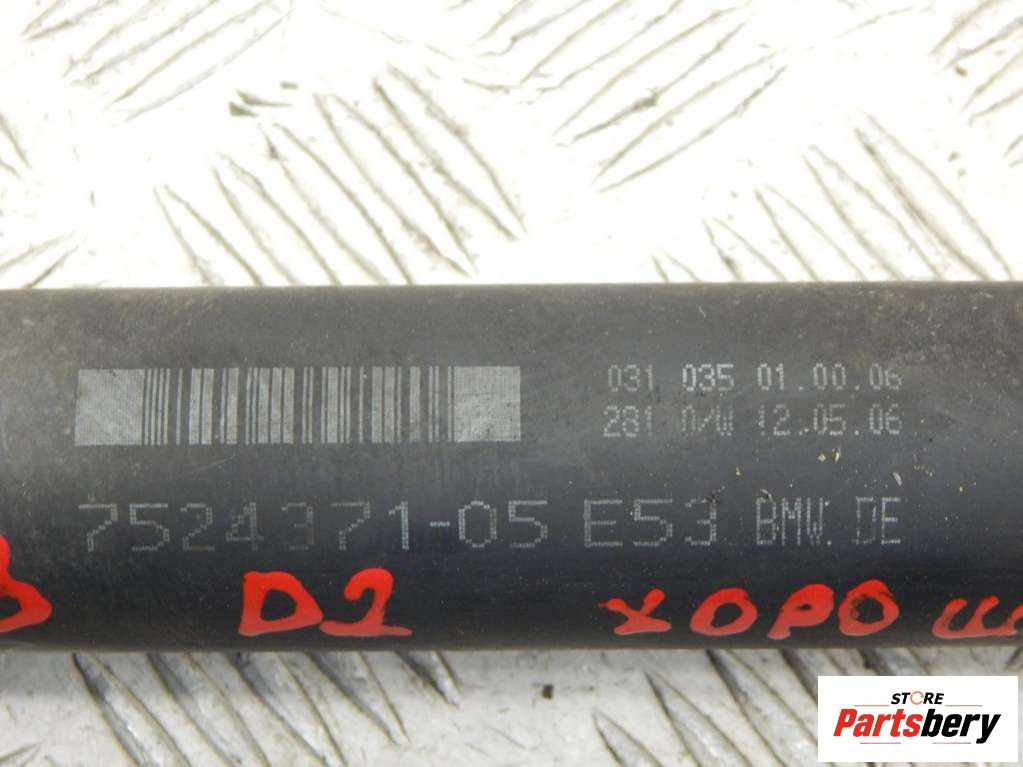 031 035 01.00.06
281 0/W 12.05.06
7524371-05 E53 BMW. DE
D2 ХОРО
STORE
Partsbery